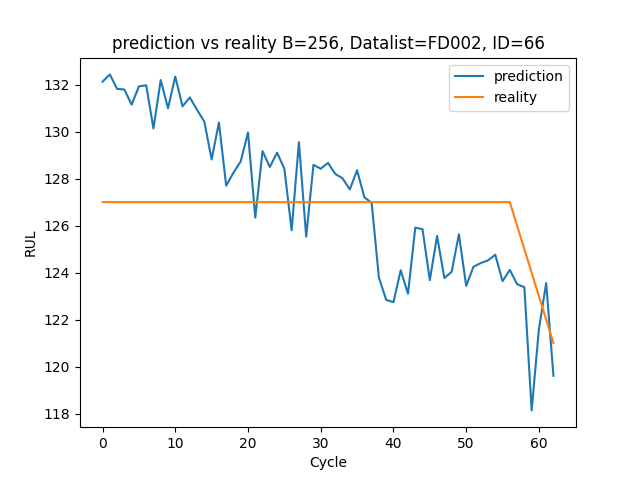 prediction vs reality B=256, Datalist=FD002, ID=66
prediction
reality
RUL
132
130
128
126
124
122
120
118
0 10 20 30 40 50 60
Cycle